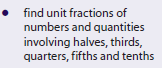 ● find unit fractions of
numbers and quantities
involving halves, thirds,
quarters, fifths and tenths